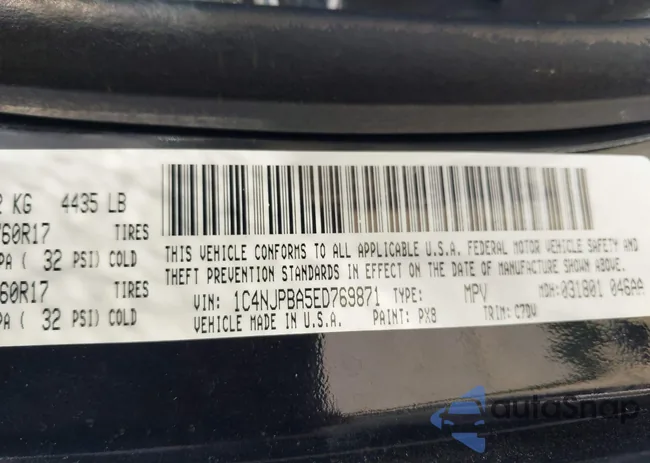 2 KG 4435 LB
/60R17 TIRES
PA ( 32 PSI) COLD
60R17 TIRES
PA ( 32 PSI) COLD
THIS VEHICLE CONFORMS TO ALL APPLICABLE U.S.A. FEDERAL MOTOR VEHICLE SAFETY AND
THEFT PREVENTION STANDARDS IN EFFECT ON THE DATE OF MANUFACTURE SHOWN ABOVE.
VIN: 1C4NJPBA5ED769871 TYPE: MPV MDH: 031801 046AA
VEHICLE MADE IN U.S.A. PAINT: PX8 TRIM: C7DV
autoSnap